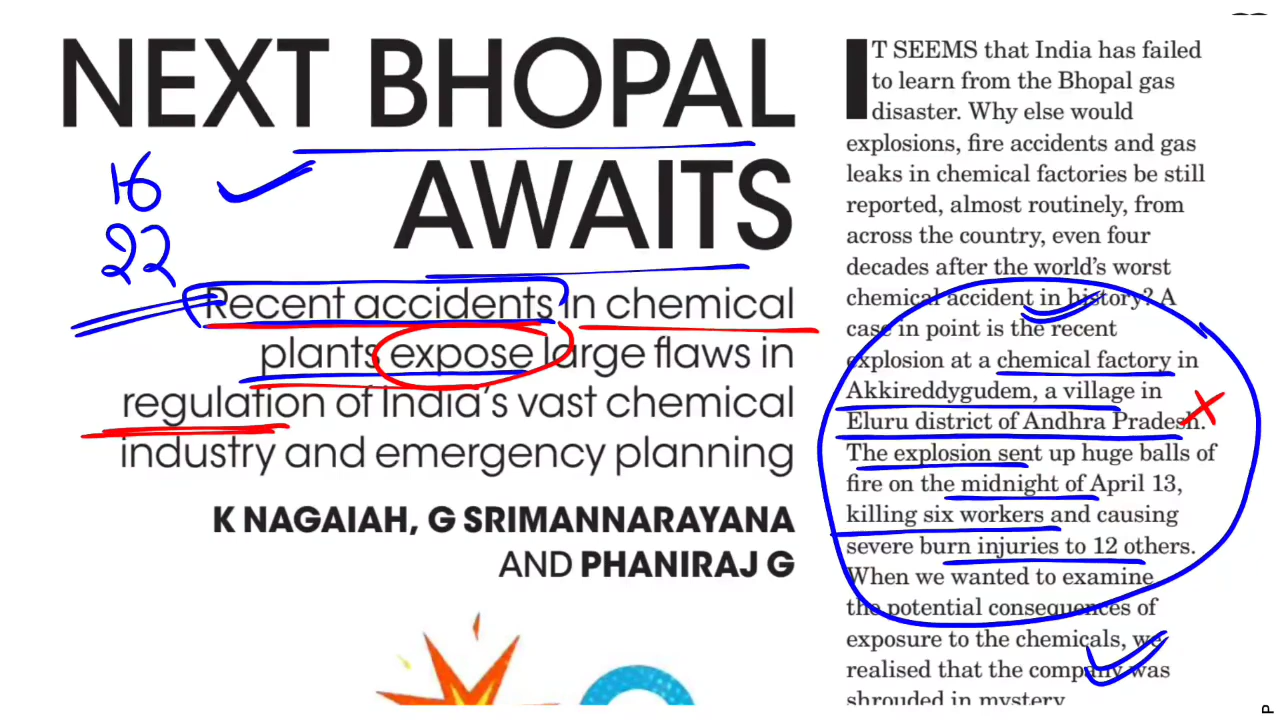 NEXT BHOPAL
AWAITS
16
22
Recent accidents in chemical
plants expose large flaws in
regulation of India's vast chemical
industry and emergency planning
K NAGAIAH, G SRIMANNARAYANA
AND PHANIRAJ G
IT SEEMS that India has failed
to learn from the Bhopal gas
disaster. Why else would
explosions, fire accidents and gas
leaks in chemical factories be still
reported, almost routinely, from
across the country, even four
decades after the world's worst
chemical accident in history? A
case in point is the recent
explosion at a chemical factory in
Akkireddygudem, a village in
Eluru district of Andhra Pradesh.
The explosion sent up huge balls of
fire on the midnight of April 13,
killing six workers and causing
severe burn injuries to 12 others.
When we wanted to examine
the potential consequences of
exposure to the chemicals, we
realised that the company was
shrouded in mystery
P